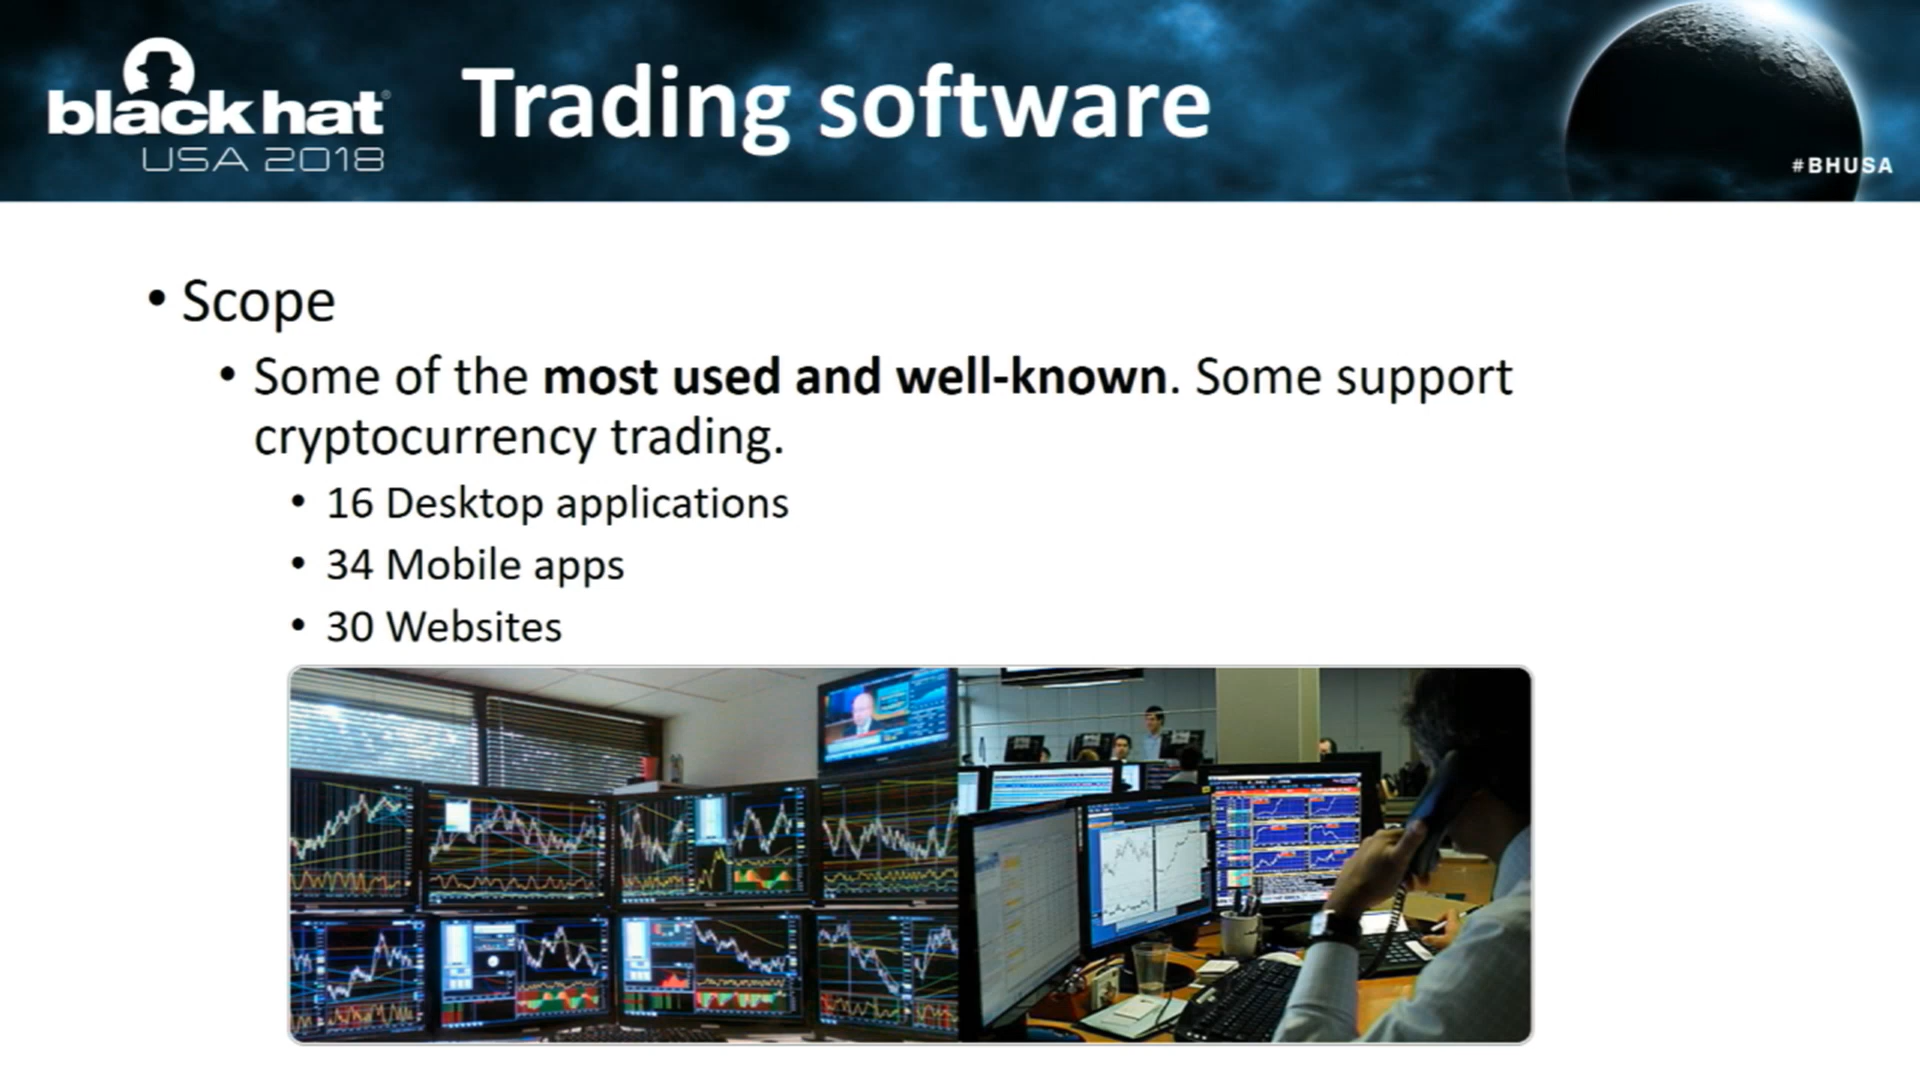 black hat®
USA 2018
Trading software
#BHUSA
• Scope
• Some of the most used and well-known. Some support
cryptocurrency trading.
• 16 Desktop applications
• 34 Mobile apps
• 30 Websites